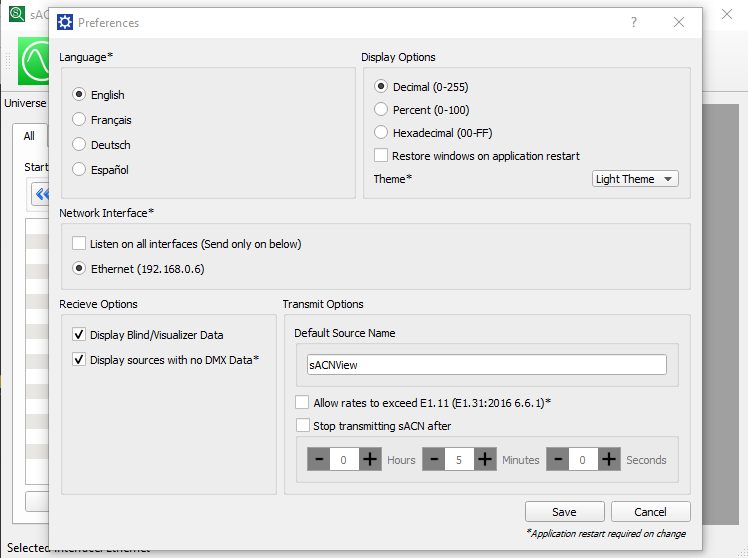 sACN
Preferences
Language*
English
Français
Deutsch
Español
Display Options
Decimal (0-255)
Percent (0-100)
Hexadecimal (00-FF)
Restore windows on application restart
Theme*
Light Theme
Universe
All
Start
Network Interface*
Listen on all interfaces (Send only on below)
Ethernet (192.168.0.6)
Recieve Options
Display Blind/Visualizer Data
Display sources with no DMX Data*
Transmit Options
Default Source Name
sACNView
Allow rates to exceed E1.11 (E1.31:2016 6.6.1)*
Stop transmitting sACN after
- 0 + Hours - 5 + Minutes - 0 + Seconds
Save Cancel
*Application restart required on change
Selected Interface: Ethernet